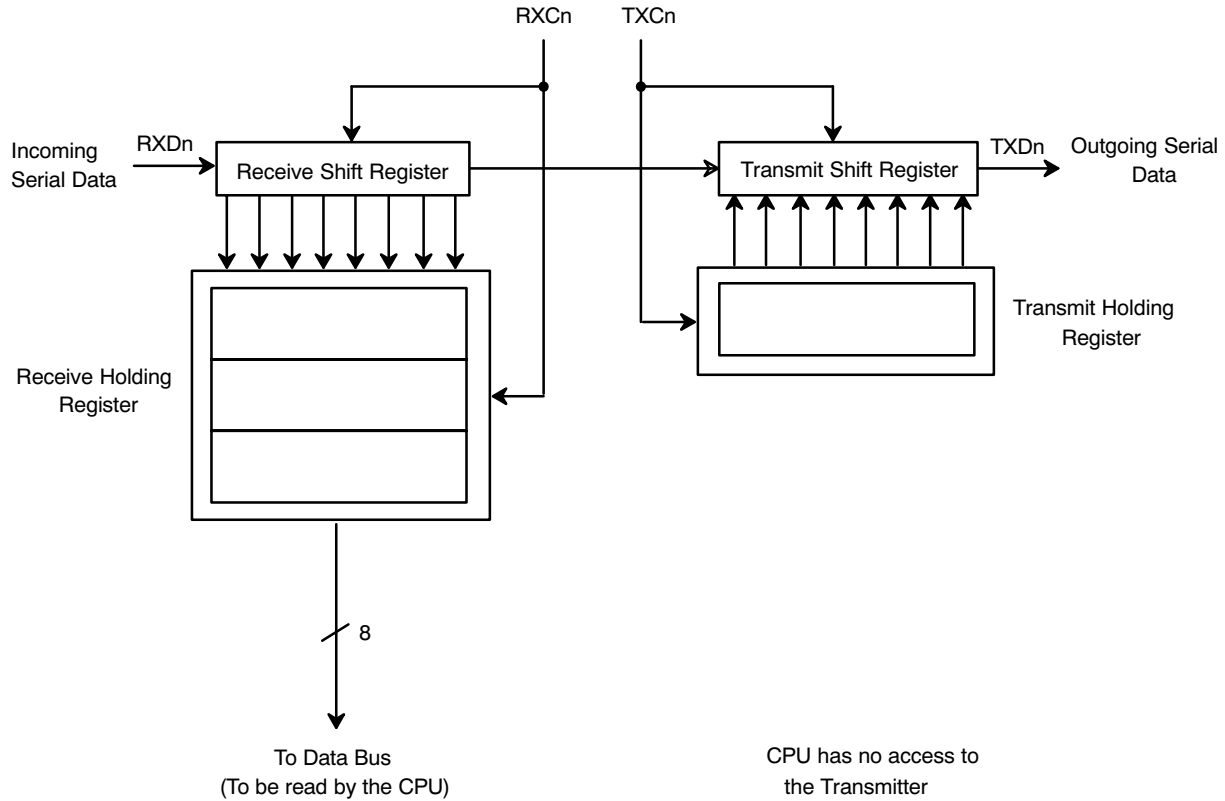 RXCn
TXCn
Incoming
Serial Data
RXDn
Receive Shift Register
Transmit Shift Register
TXDn
Outgoing Serial
Data
Receive Holding
Register
Transmit Holding
Register
8
To Data Bus
(To be read by the CPU)
CPU has no access to
the Transmitter